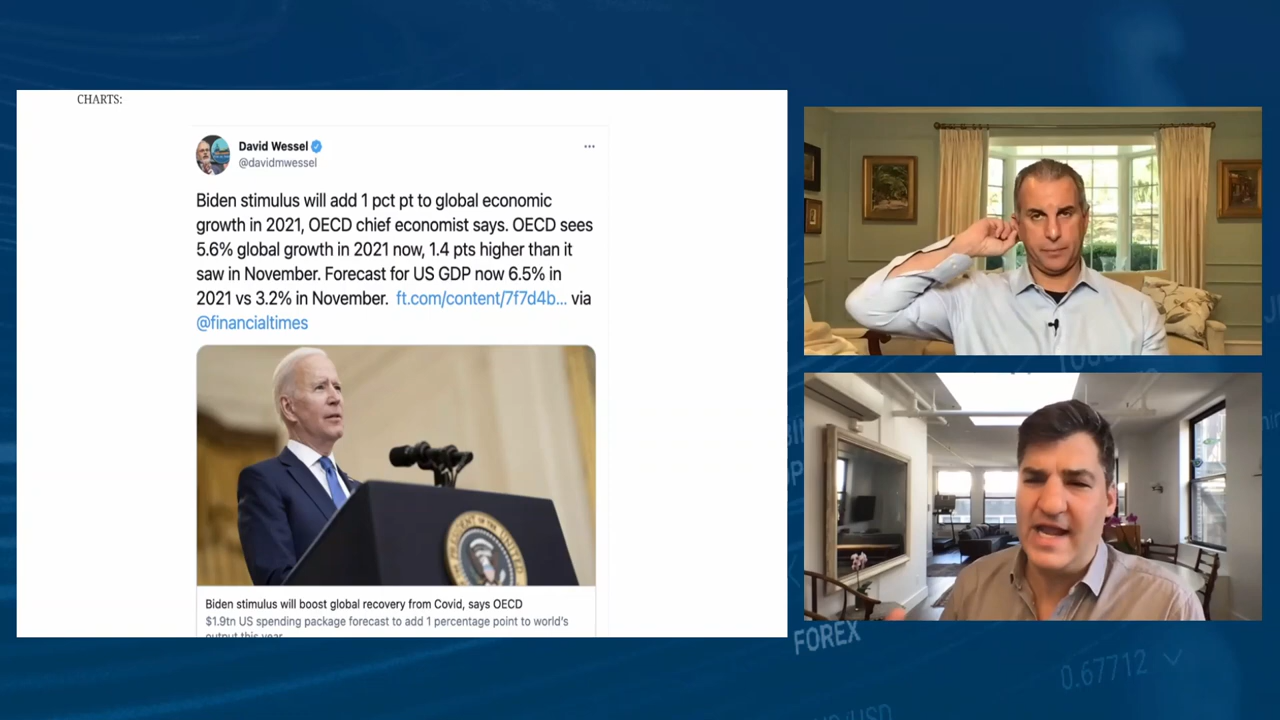 CHARTS:
David Wessel
@davidmwessel
Biden stimulus will add 1 pct pt to global economic
growth in 2021, OECD chief economist says. OECD sees
5.6% global growth in 2021 now, 1.4 pts higher than it
saw in November. Forecast for US GDP now 6.5% in
2021 vs 3.2% in November. ft.com/content/7f7d4b... via
@financialtimes
Biden stimulus will boost global recovery from Covid, says OECD
$1.9tn US spending package forecast to add 1 percentage point to world's
output this year
FOREX
0.67712